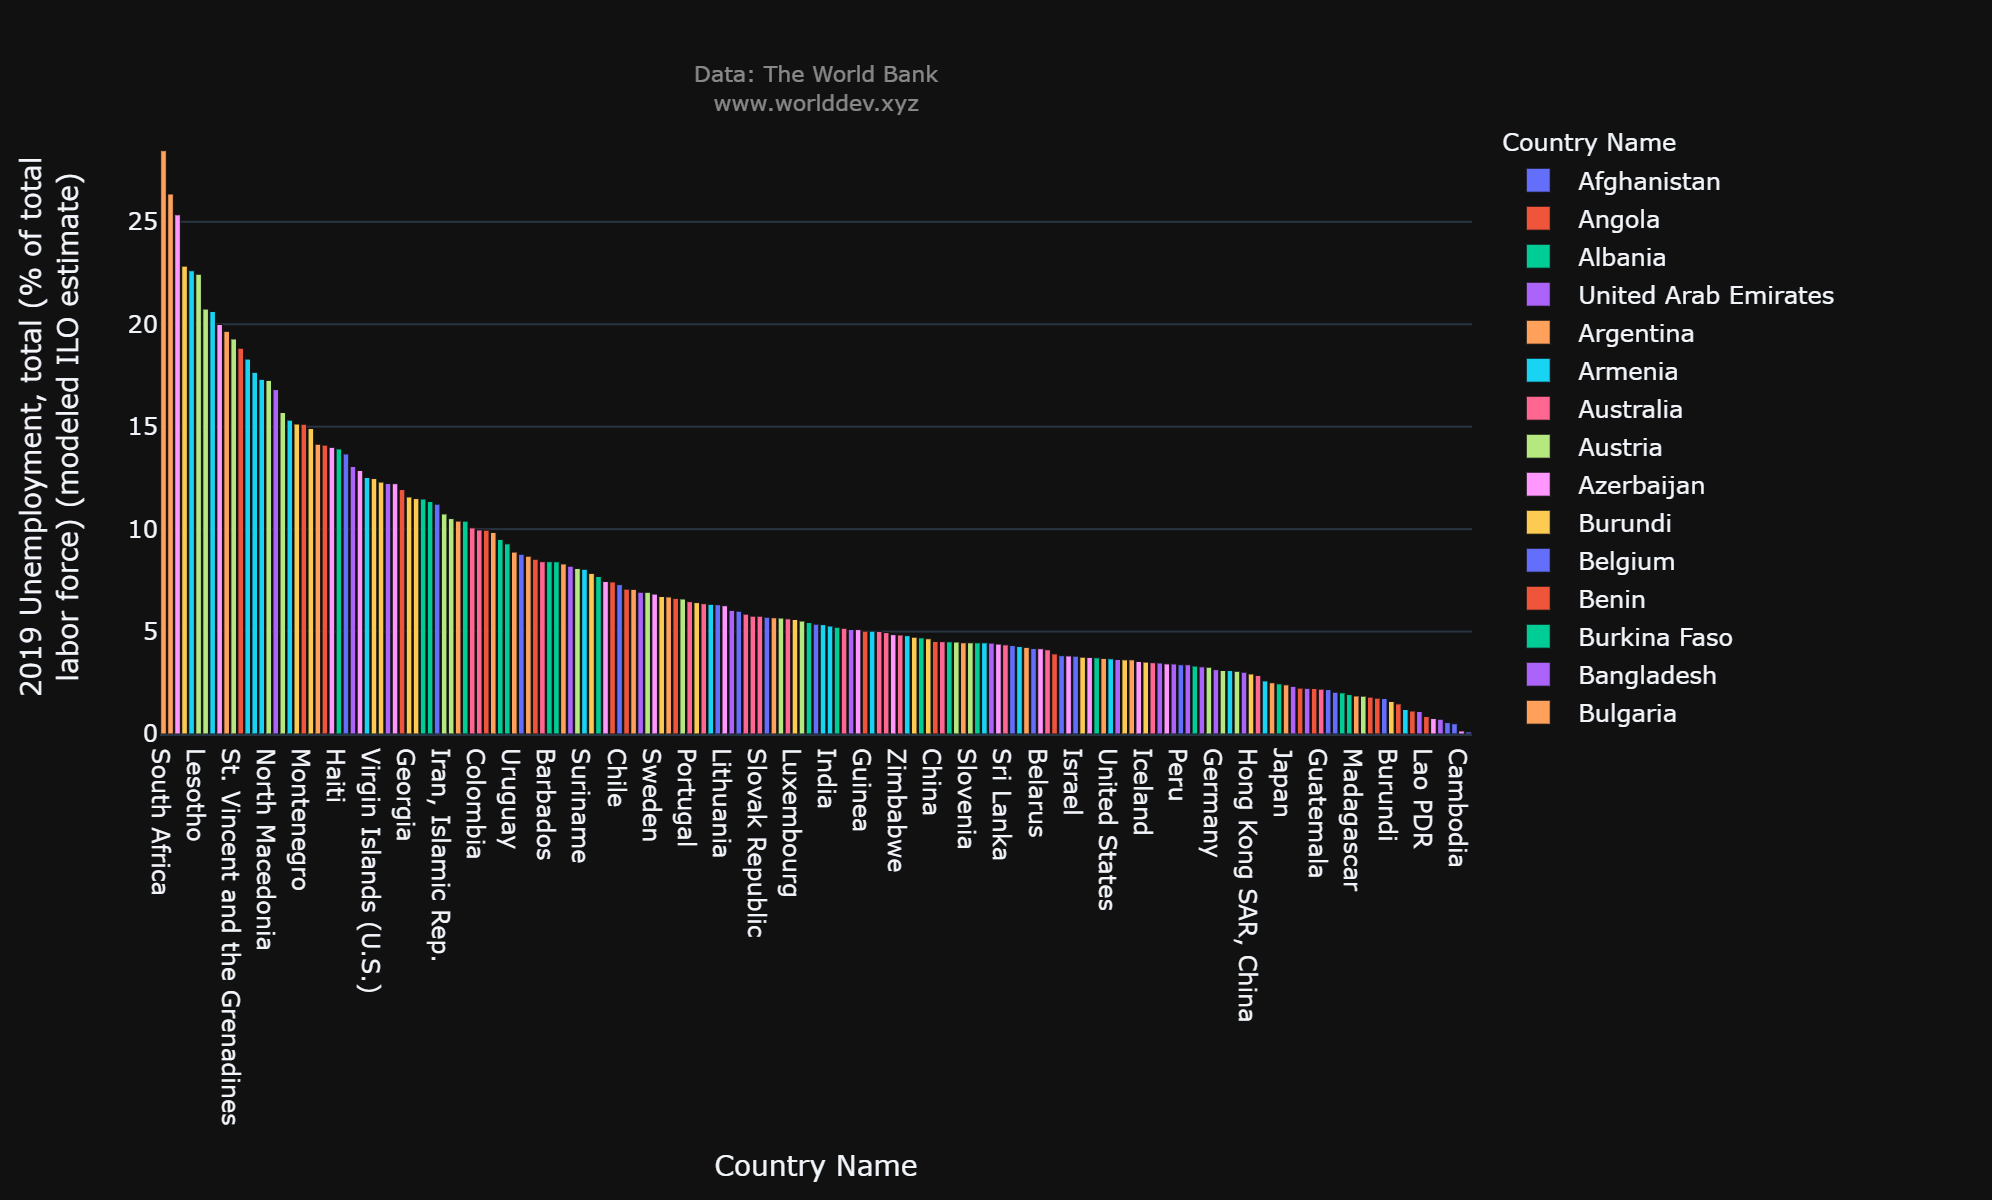 Data: The World Bank
www.worlddev.xyz
2019 Unemployment, total (% of total
labor force) (modeled ILO estimate)
25
20
15
10
5
0
South Africa
Lesotho
St. Vincent and the Grenadines
North Macedonia
Montenegro
Haiti
Virgin Islands (U.S.)
Georgia
Iran, Islamic Rep.
Colombia
Uruguay
Barbados
Suriname
Chile
Sweden
Portugal
Lithuania
Slovak Republic
Luxembourg
India
Guinea
Zimbabwe
China
Slovenia
Sri Lanka
Belarus
Israel
United States
Iceland
Peru
Germany
Hong Kong SAR, China
Japan
Guatemala
Madagascar
Burundi
Lao PDR
Cambodia
Country Name
Country Name
Afghanistan
Angola
Albania
United Arab Emirates
Argentina
Armenia
Australia
Austria
Azerbaijan
Burundi
Belgium
Benin
Burkina Faso
Bangladesh
Bulgaria